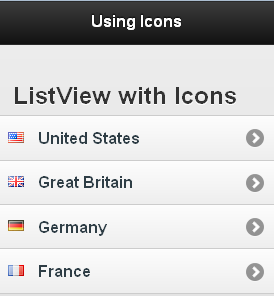 Using Icons
ListView with Icons
United States
Great Britain
Germany
France